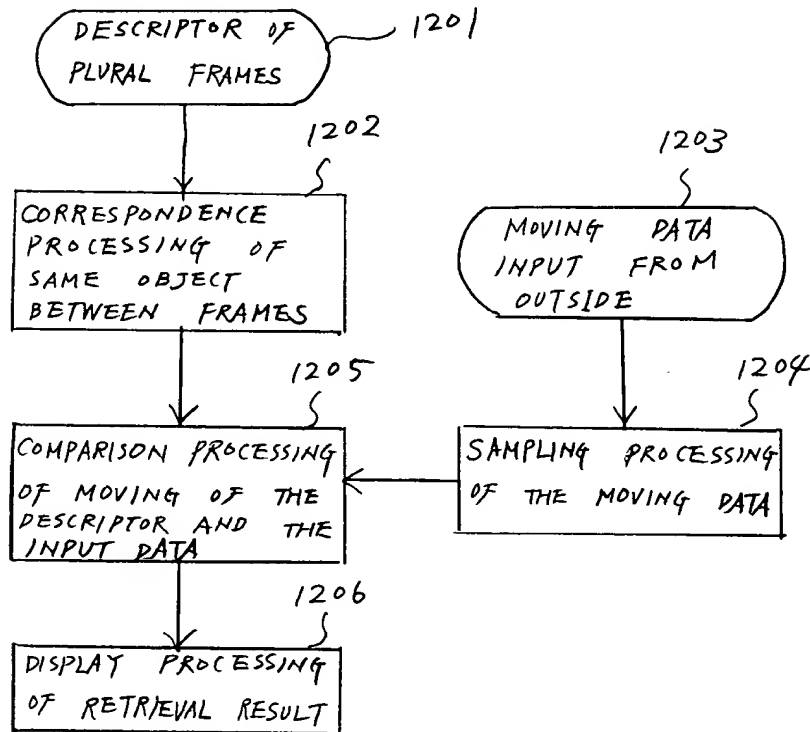 DESCRIPTOR OF
PLURAL FRAMES
1201
1202
CORRESPONDENCE
PROCESSING OF
SAME OBJECT
BETWEEN FRAMES
1203
MOVING DATA
INPUT FROM
OUTSIDE
1205
COMPARISON PROCESSING
OF MOVING OF THE
DESCRIPTOR AND THE
INPUT DATA
1204
SAMPLING PROCESSING
OF THE MOVING DATA
1206
DISPLAY PROCESSING
OF RETRIEVAL RESULT